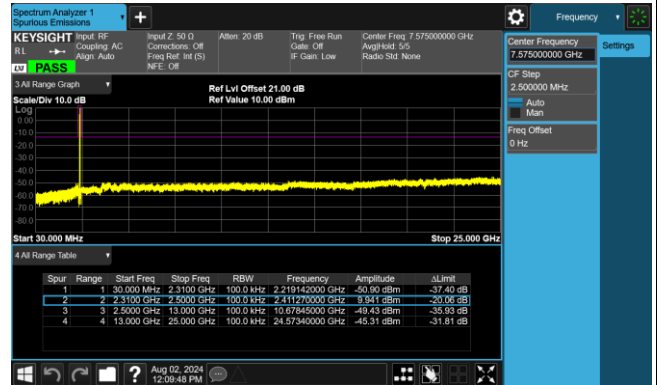 Spectrum Analyzer 1
Spurious Emissions
Frequency
KEYSIGHT
Input: RF
Coupling: AC
Align: Auto
Input Z: 50 Ω
Corrections: Off
Freq Ref: Int (S)
NFE: Off
Atten: 20 dB
Trig: Free Run
Gate: Off
IF Gain: Low
Center Freq: 7.575000000 GHz
Avg|Hold: 5/5
Radio Std: None
RL
LXI
PASS
Center Frequency
7.575000000 GHz
Settings
CF Step
2.500000 MHz
Auto
Man
Freq Offset
0 Hz
3 All Range Graph
Ref Lvl Offset 21.00 dB
Scale/Div 10.0 dB
Ref Value 10.00 dBm
Log
0.00
-10.0
-20.0
-30.0
-40.0
-50.0
-60.0
-70.0
-80.0
Start 30.000 MHz
Stop 25.000 GHz
4 All Range Table
Spur Range Start Freq Stop Freq RBW Frequency Amplitude ΔLimit
1 1 30.000 MHz 2.3100 GHz 100.0 kHz 2.219142000 GHz -50.90 dBm -37.40 dB
2 2 2.3100 GHz 2.5000 GHz 100.0 kHz 2.411270000 GHz 9.941 dBm -20.06 dB
3 3 2.5000 GHz 13.000 GHz 100.0 kHz 10.67845000 GHz -49.43 dBm -35.93 dB
4 4 13.000 GHz 25.000 GHz 100.0 kHz 24.57340000 GHz -45.31 dBm -31.81 dB
Aug 02, 2024
12:09:48 PM